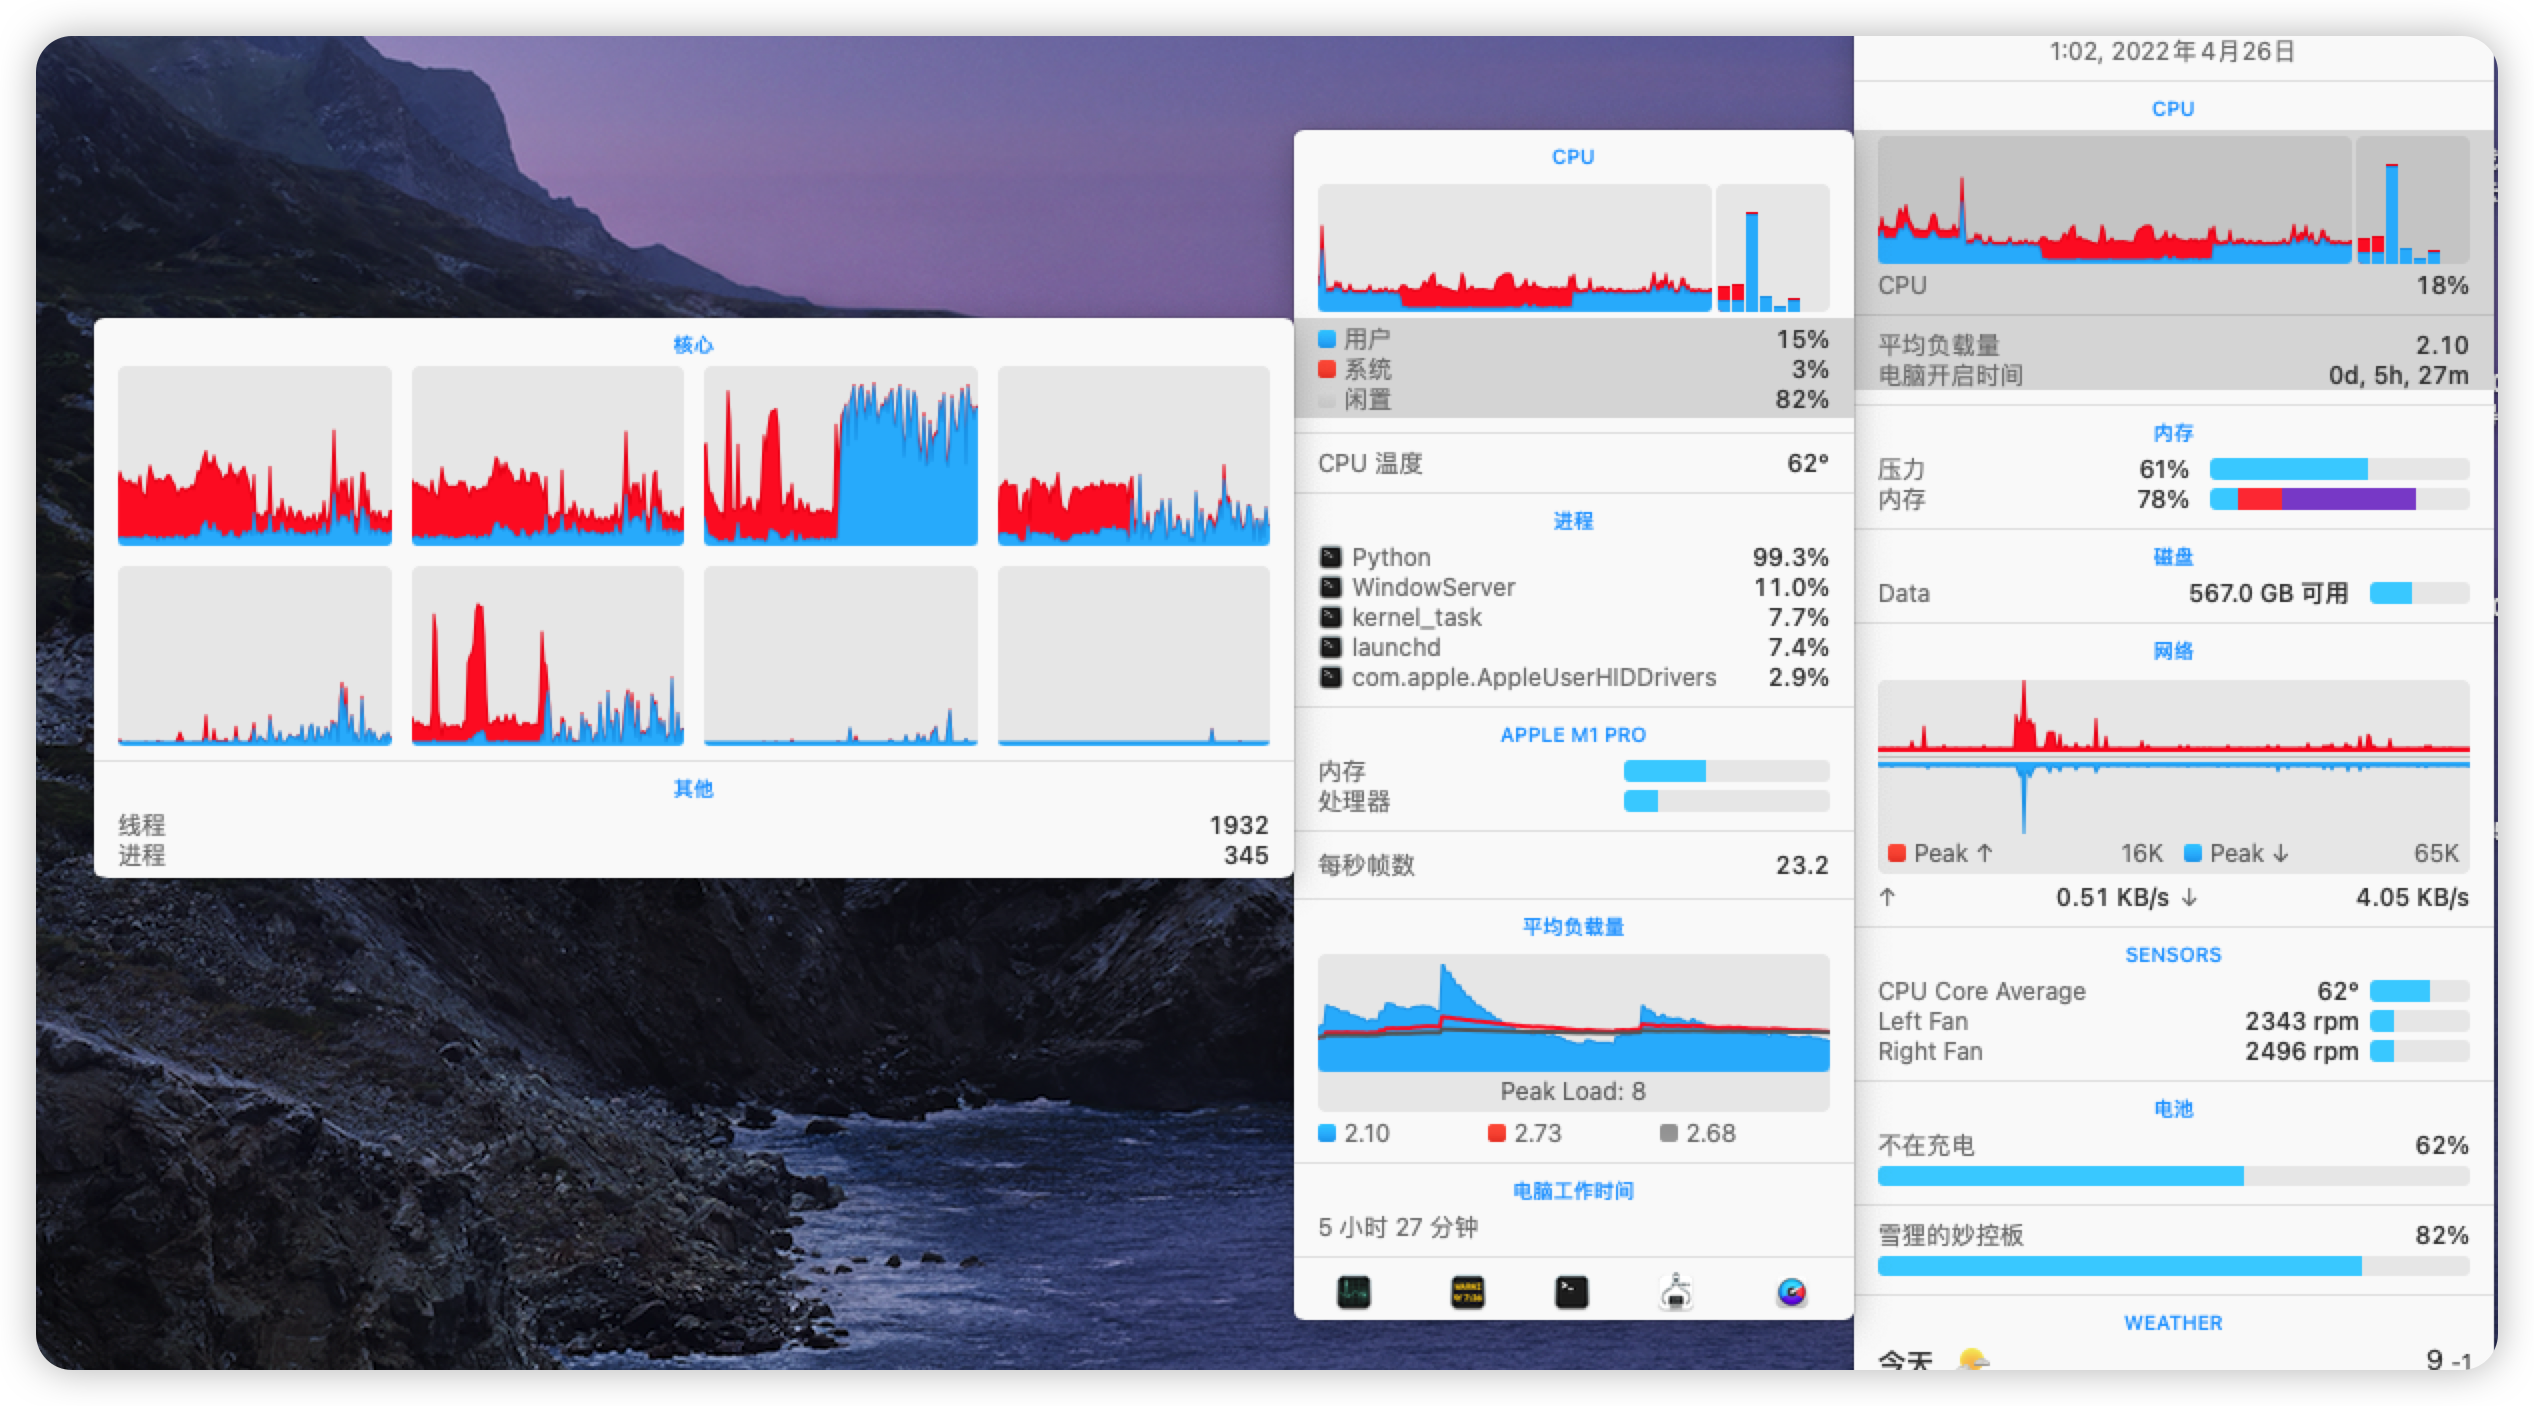 核心
其他
线程 1932
进程 345
CPU
用户 15%
系统 3%
闲置 82%
CPU 温度 62°
进程
Python 99.3%
WindowServer 11.0%
kernel_task 7.7%
launchd 7.4%
com.apple.AppleUserHIDDrivers 2.9%
APPLE M1 PRO
内存
处理器
每秒帧数 23.2
平均负载量
Peak Load: 8
2.10 2.73 2.68
电脑工作时间
5 小时 27 分钟
1:02, 2022年4月26日
CPU
CPU 18%
平均负载量 2.10
电脑开启时间 0d, 5h, 27m
内存
压力 61%
内存 78%
磁盘
Data 567.0 GB 可用
网络
Peak ↑ 16K Peak ↓ 65K
↑ 0.51 KB/s ↓ 4.05 KB/s
SENSORS
CPU Core Average 62°
Left Fan 2343 rpm
Right Fan 2496 rpm
电池
不在充电 62%
雪狸的妙控板 82%
WEATHER
今天 9 -1